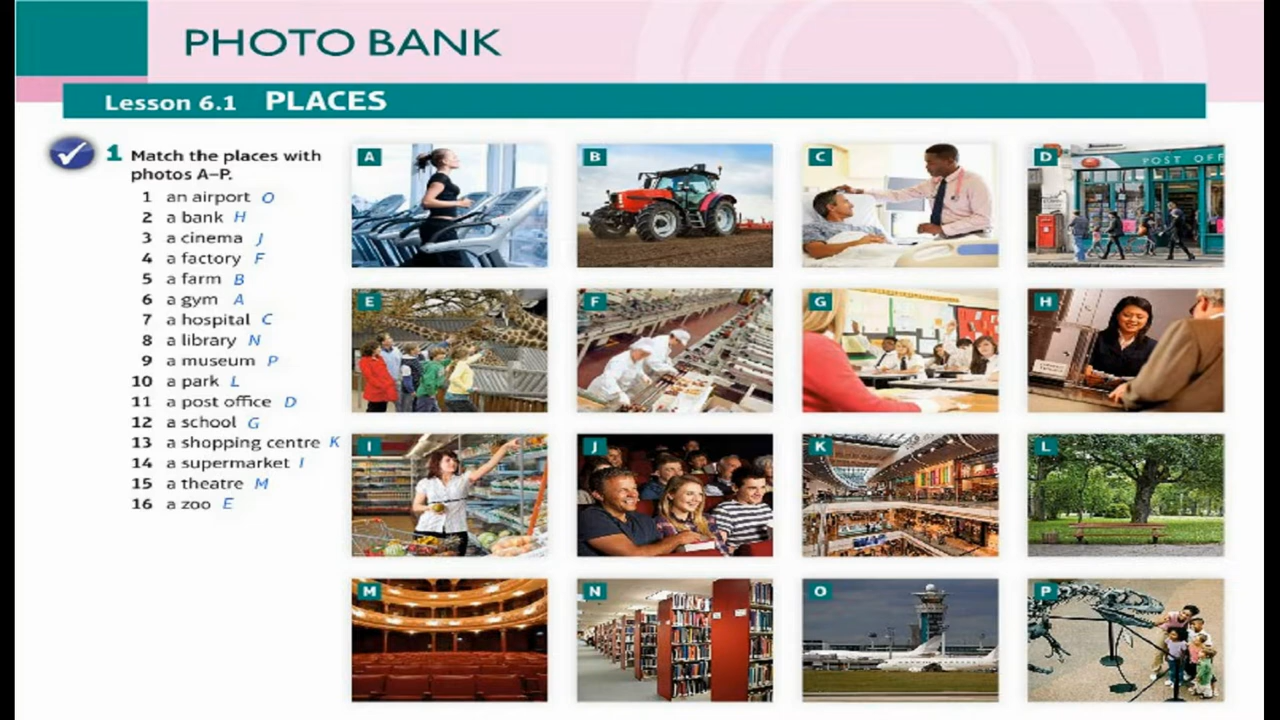 PHOTO BANK
Lesson 6.1 PLACES
1 Match the places with
photos A–P.
1 an airport O
2 a bank H
3 a cinema J
4 a factory F
5 a farm B
6 a gym A
7 a hospital C
8 a library N
9 a museum P
10 a park L
11 a post office D
12 a school G
13 a shopping centre K
14 a supermarket I
15 a theatre M
16 a zoo E
A
B
C
D
POST OFF
E
F
G
H
I
J
K
L
M
N
O
P